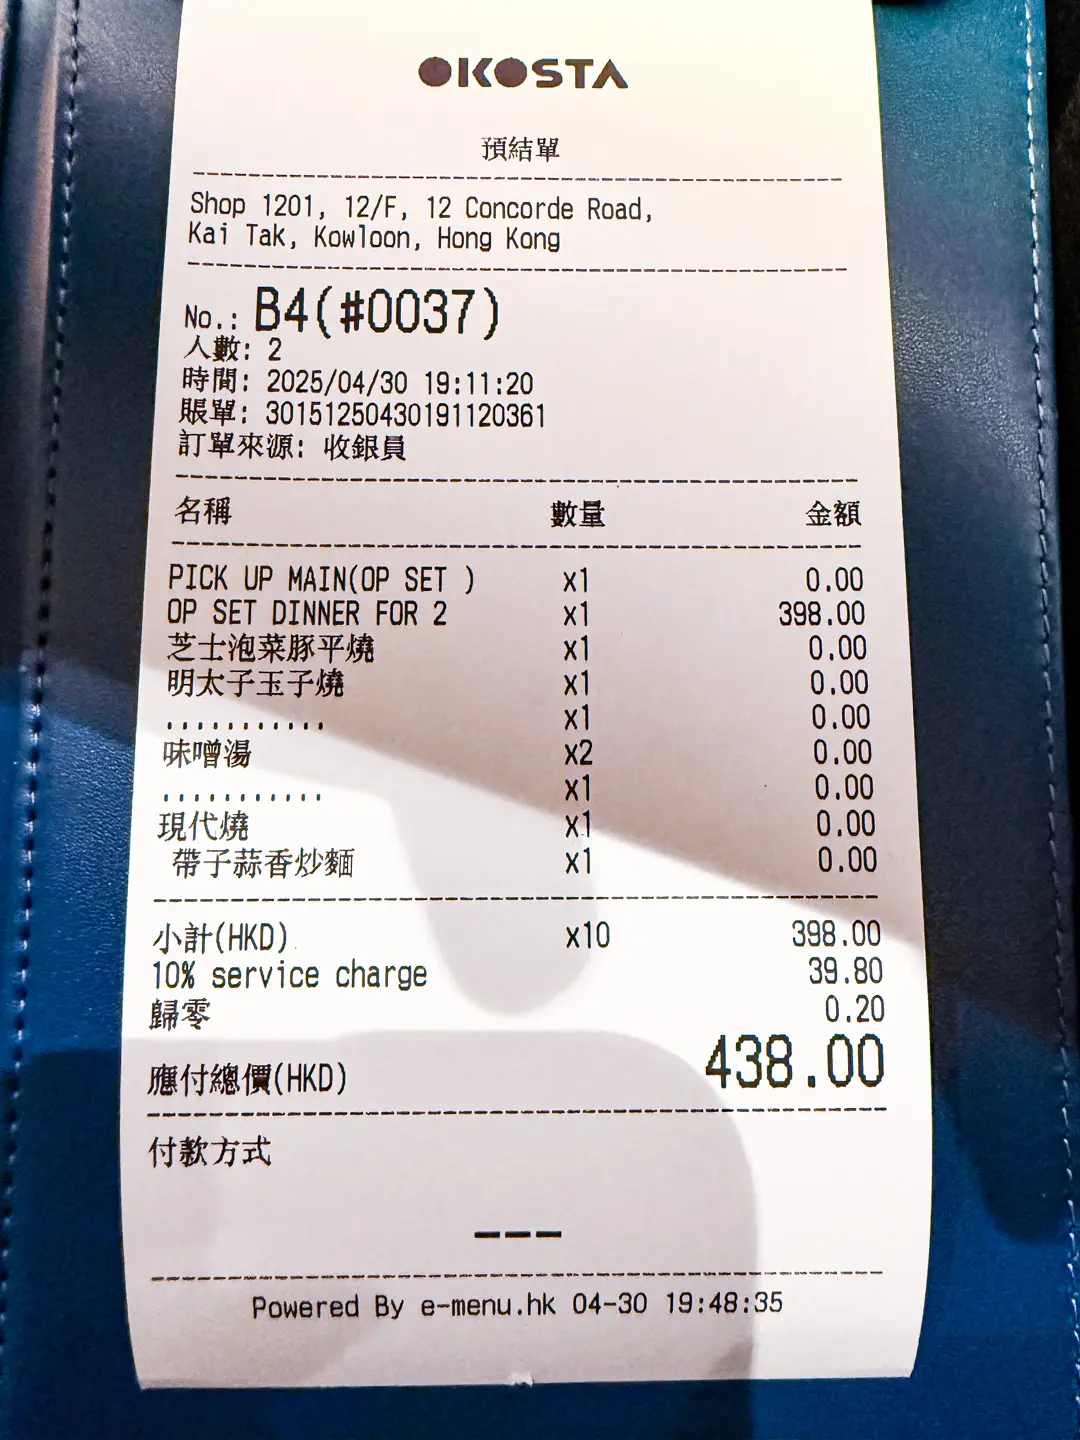 OKOSTA
預結單
Shop 1201, 12/F, 12 Concorde Road,
Kai Tak, Kowloon, Hong Kong
No.: B4(#0037)
人數: 2
時間: 2025/04/30 19:11:20
賬單: 30151250430191120361
訂單來源: 收銀員
名稱 數量 金額
PICK UP MAIN(OP SET ) x1 0.00
OP SET DINNER FOR 2 x1 398.00
芝士泡菜豚平燒 x1 0.00
明太子玉子燒 x1 0.00
........... x1 0.00
味噌湯 x2 0.00
........... x1 0.00
現代燒 x1 0.00
帶子蒜香炒麵 x1 0.00
小計(HKD) x10 398.00
10% service charge 39.80
歸零 0.20
應付總價(HKD) 438.00
付款方式
---
Powered By e-menu.hk 04-30 19:48:35